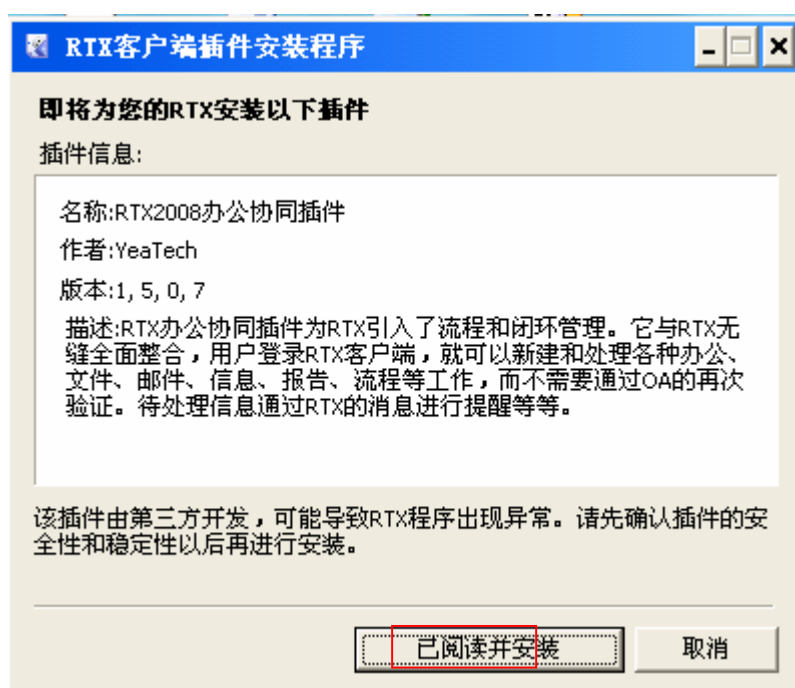 RTX客户端插件安装程序
即将为您的RTX安装以下插件
插件信息:
名称:RTX2008办公协同插件
作者:YeaTech
版本:1, 5, 0, 7
描述:RTX办公协同插件为RTX引入了流程和闭环管理。它与RTX无
缝全面整合，用户登录RTX客户端，就可以新建和处理各种办公、
文件、邮件、信息、报告、流程等工作，而不需要通过OA的再次
验证。待处理信息通过RTX的消息进行提醒等等。
该插件由第三方开发，可能导致RTX程序出现异常。请先确认插件的安
全性和稳定性以后再进行安装。
已阅读并安装
取消